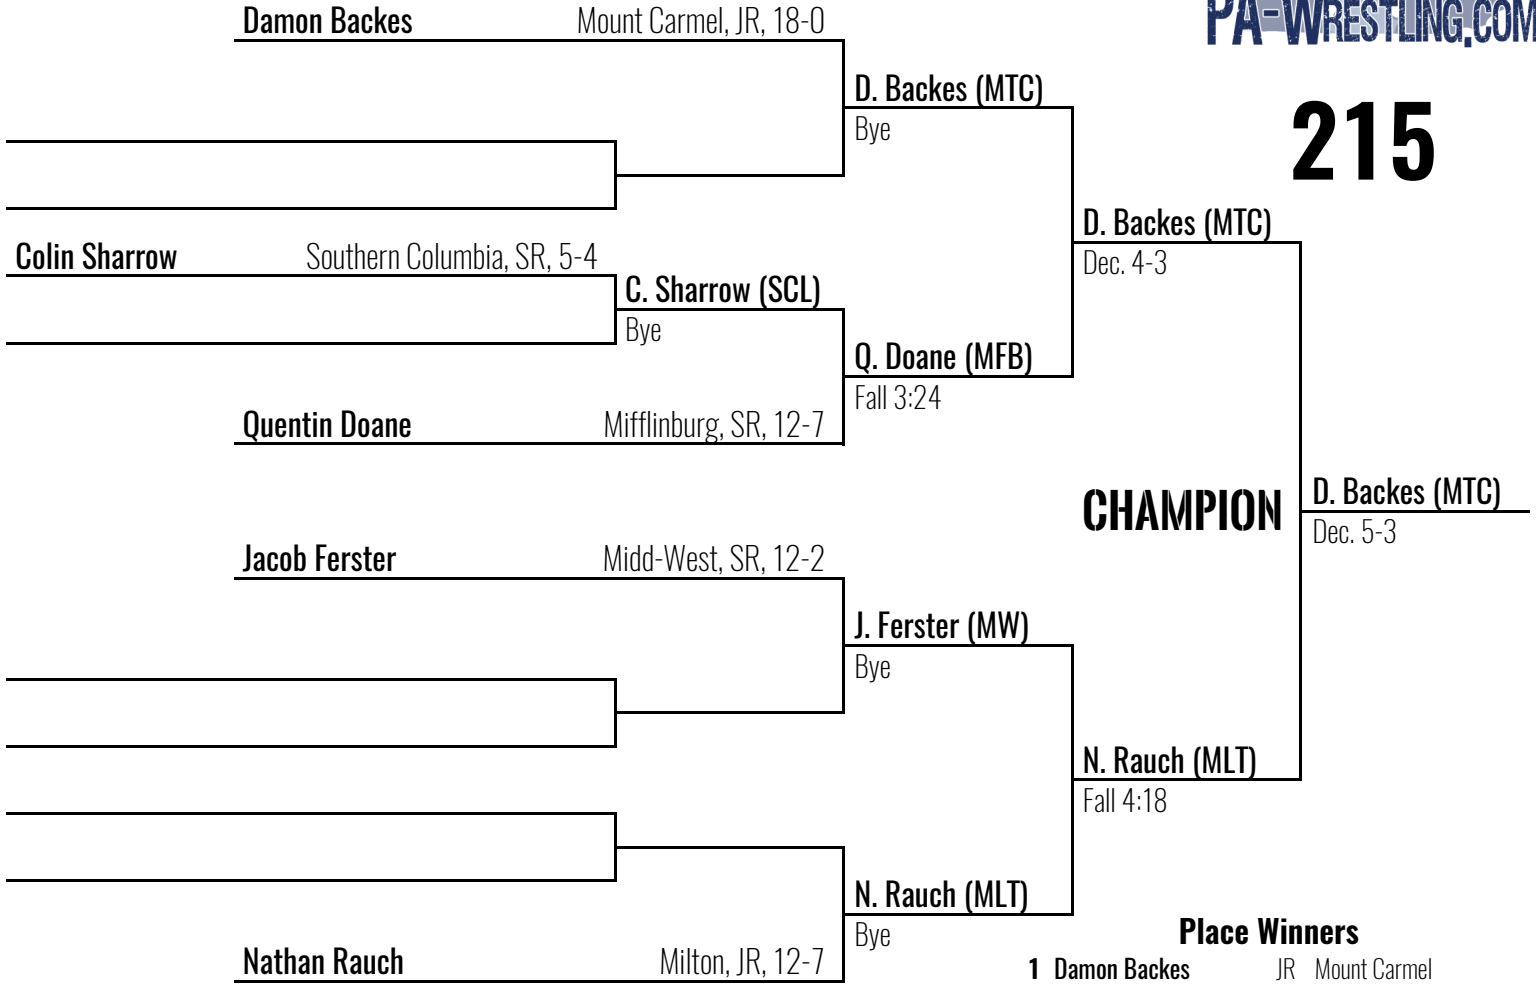 Damon Backes Mount Carmel, JR, 18-0
PA-WRESTLING.COM
D. Backes (MTC)
Bye
215
D. Backes (MTC)
Dec. 4-3
Colin Sharrow Southern Columbia, SR, 5-4
C. Sharrow (SCL)
Bye
Q. Doane (MFB)
Fall 3:24
Quentin Doane Mifflinburg, SR, 12-7
CHAMPION
D. Backes (MTC)
Dec. 5-3
Jacob Ferster Midd-West, SR, 12-2
J. Ferster (MW)
Bye
N. Rauch (MLT)
Fall 4:18
N. Rauch (MLT)
Bye
Nathan Rauch Milton, JR, 12-7
Place Winners
1 Damon Backes JR Mount Carmel